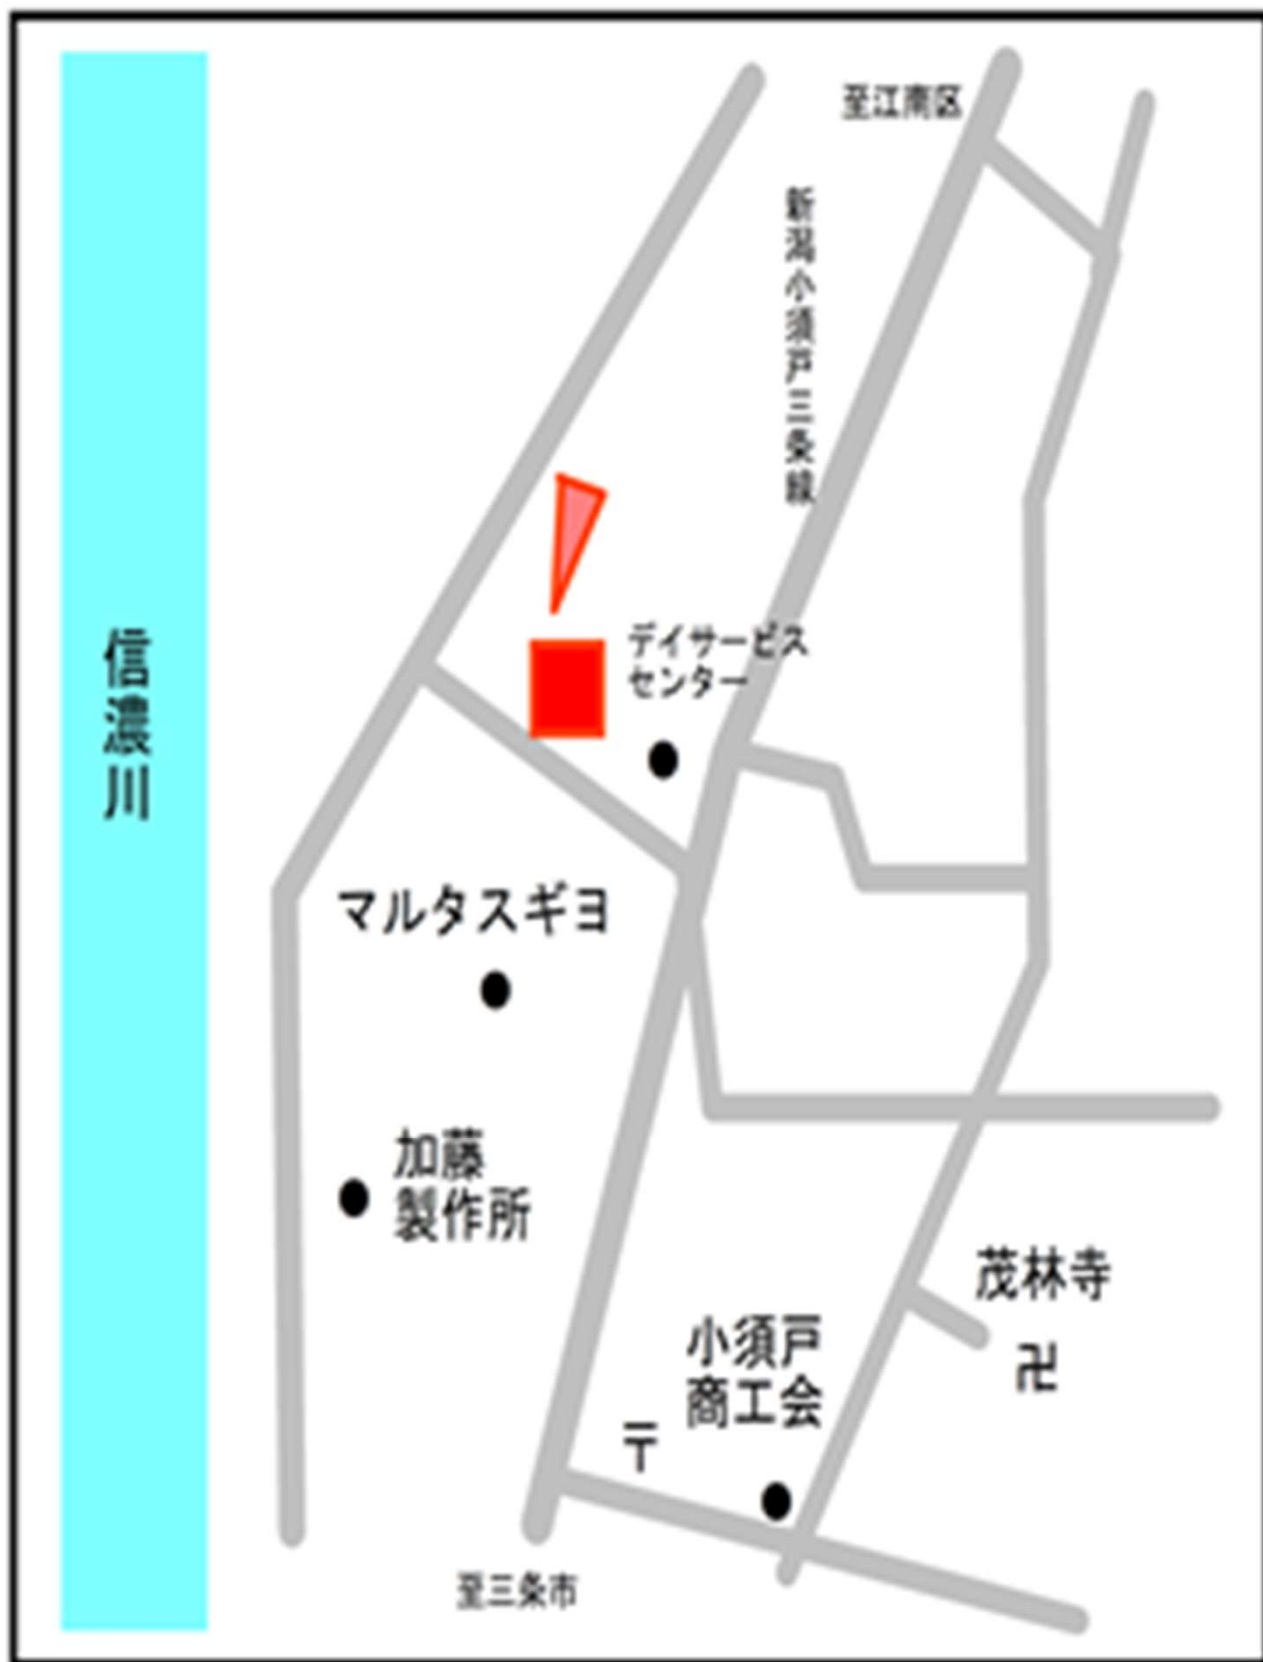 至江南区
新潟小須戸三条線
デイサービス
センター
信濃川
マルタスギヨ
加藤
製作所
茂林寺
卍
小須戸
商工会
〒
至三条市